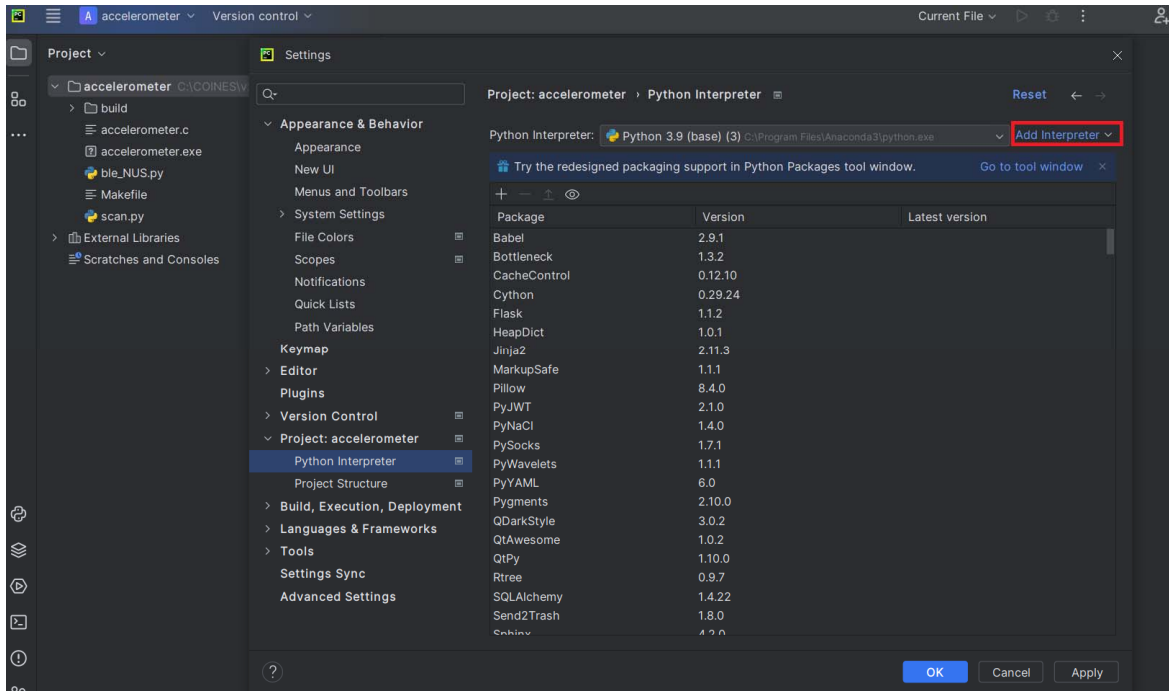 PC
A accelerometer
Version control
Current File
Project
accelerometer C:\COINES\v
build
accelerometer.c
accelerometer.exe
ble_NUS.py
Makefile
scan.py
External Libraries
Scratches and Consoles
PC Settings
Appearance & Behavior
Appearance
New UI
Menus and Toolbars
System Settings
File Colors
Scopes
Notifications
Quick Lists
Path Variables
Keymap
Editor
Plugins
Version Control
Project: accelerometer
Python Interpreter
Project Structure
Build, Execution, Deployment
Languages & Frameworks
Tools
Settings Sync
Advanced Settings
?
Project: accelerometer › Python Interpreter
Reset
Python Interpreter: Python 3.9 (base) (3) C:\Program Files\Anaconda3\python.exe
Add Interpreter
Try the redesigned packaging support in Python Packages tool window.
Go to tool window
Package Version Latest version
Babel 2.9.1
Bottleneck 1.3.2
CacheControl 0.12.10
Cython 0.29.24
Flask 1.1.2
HeapDict 1.0.1
Jinja2 2.11.3
MarkupSafe 1.1.1
Pillow 8.4.0
PyJWT 2.1.0
PyNaCl 1.4.0
PySocks 1.7.1
PyWavelets 1.1.1
PyYAML 6.0
Pygments 2.10.0
QDarkStyle 3.0.2
QtAwesome 1.0.2
QtPy 1.10.0
Rtree 0.9.7
SQLAlchemy 1.4.22
Send2Trash 1.8.0
Sphinx 4.2.0
OK
Cancel
Apply